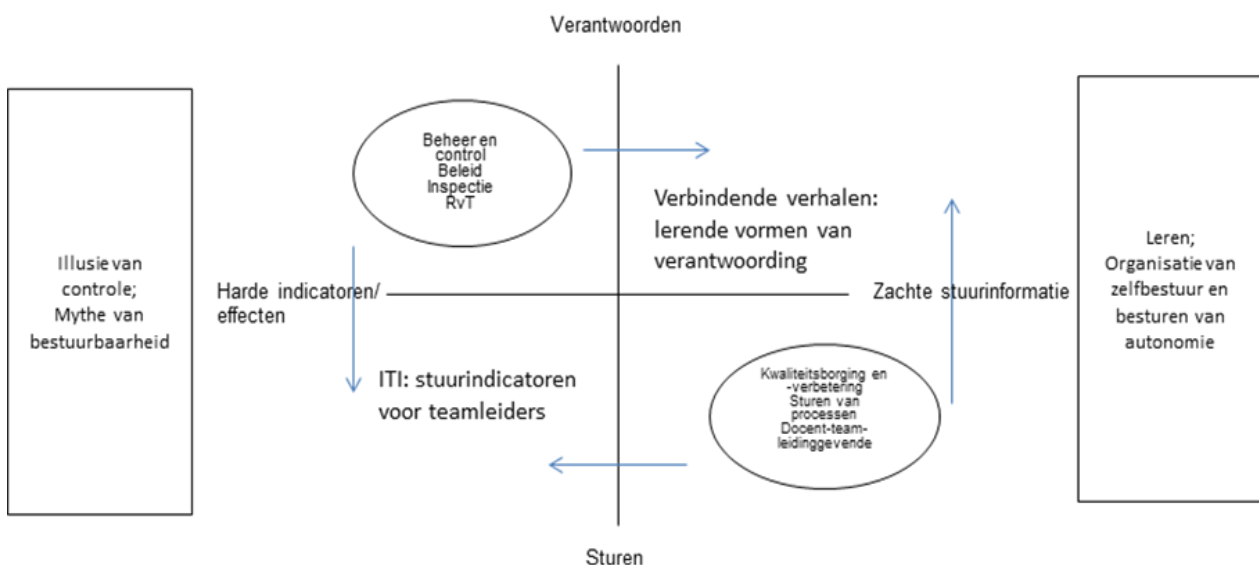 Verantwoorden
Beheer en
control
Beleid
Inspectie
RvT
Verbindende verhalen:
lerende vormen van
verantwoording
Illusie van
controle;
Mythe van
bestuurbaarheid
Harde indicatoren/
effecten
Zachte stuurinformatie
Leren;
Organisatie van
zelfbestuur en
besturen van
autonomie
ITI: stuurindicatoren
voor teamleiders
Kwaliteitsborging en
-verbetering
Sturen van
processen
Docent-team-
leidinggevende
Sturen